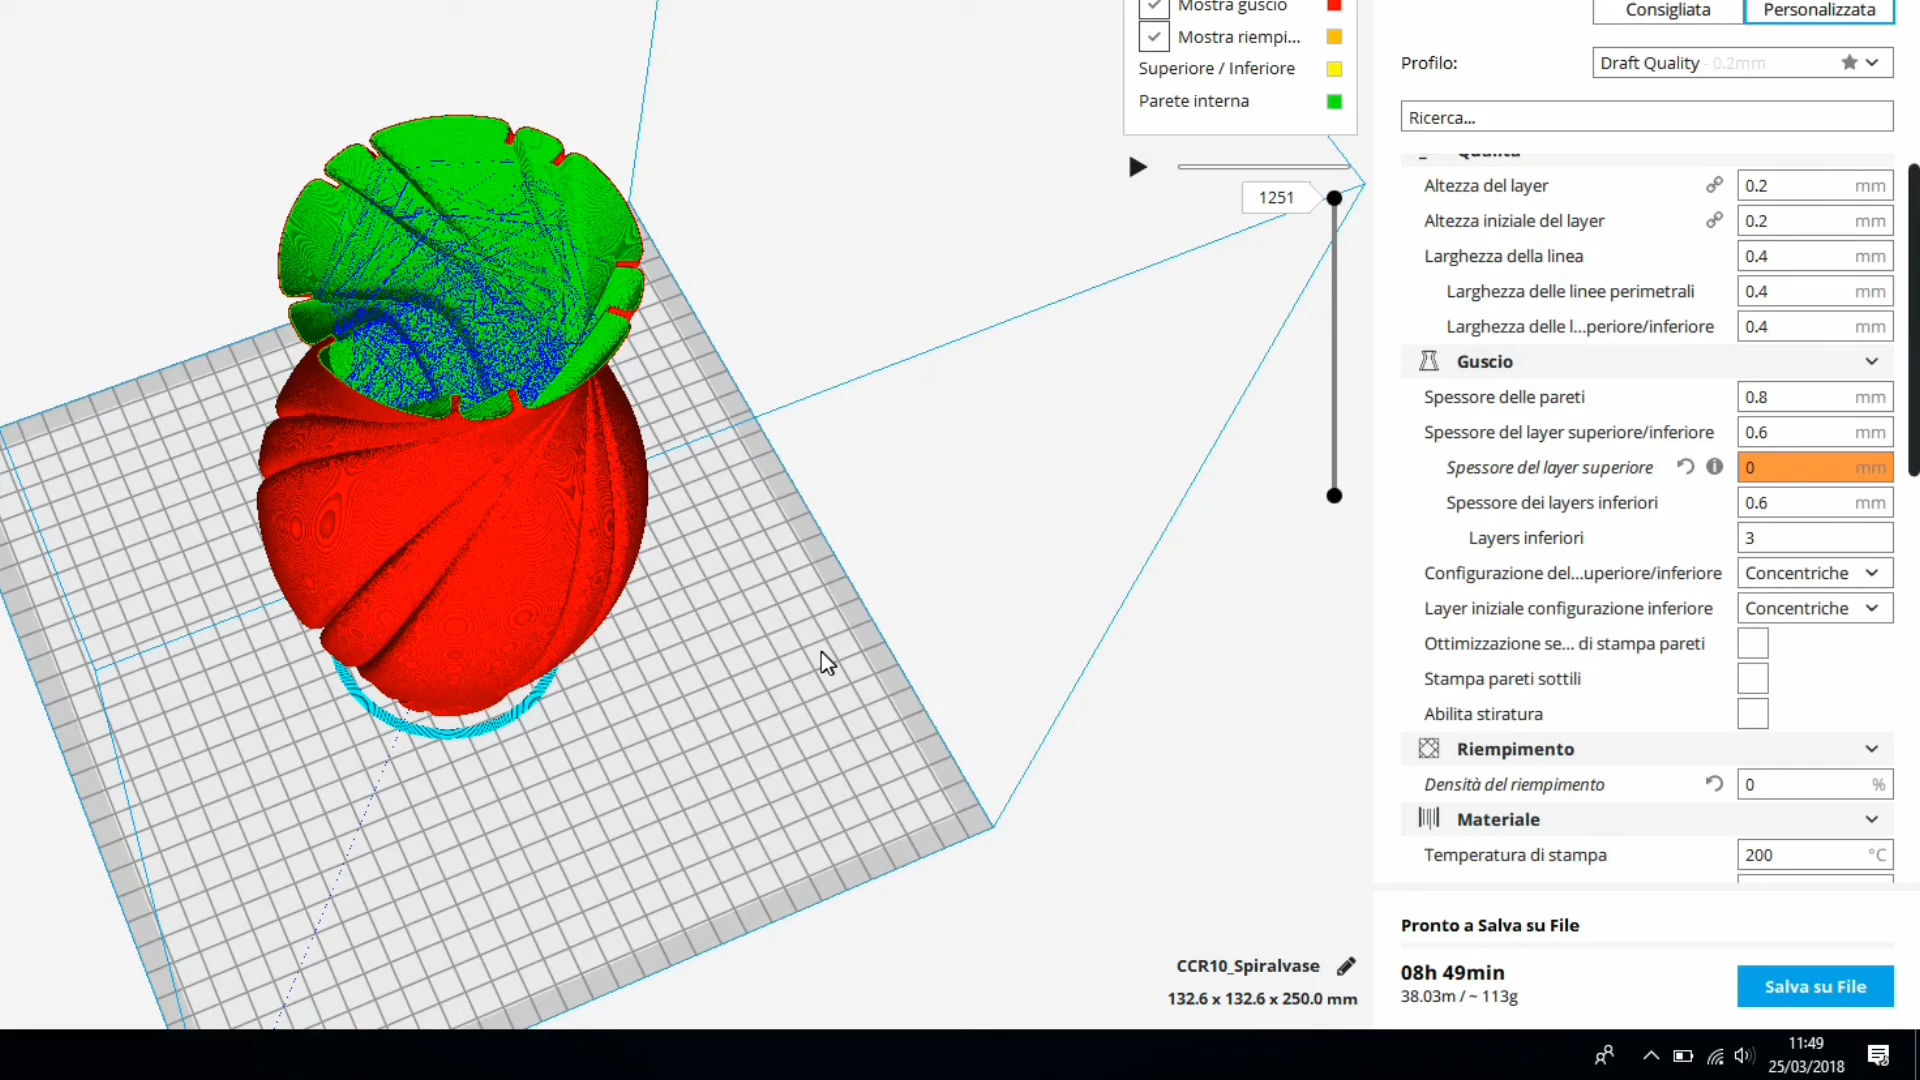 Mostra guscio
Mostra riempi...
Superiore / Inferiore
Parete interna
1251
CCR10_Spiralvase
132.6 x 132.6 x 250.0 mm
Consigliata
Personalizzata
Profilo:
Draft Quality - 0.2mm
Ricerca...
Qualità
Altezza del layer 0.2 mm
Altezza iniziale del layer 0.2 mm
Larghezza della linea 0.4 mm
Larghezza delle linee perimetrali 0.4 mm
Larghezza delle l...periore/inferiore 0.4 mm
Guscio
Spessore delle pareti 0.8 mm
Spessore del layer superiore/inferiore 0.6 mm
Spessore del layer superiore 0 mm
Spessore dei layers inferiori 0.6 mm
Layers inferiori 3
Configurazione del...uperiore/inferiore Concentriche
Layer iniziale configurazione inferiore Concentriche
Ottimizzazione se... di stampa pareti
Stampa pareti sottili
Abilita stiratura
Riempimento
Densità del riempimento 0 %
Materiale
Temperatura di stampa 200 °C
Pronto a Salva su File
08h 49min
38.03m / ~ 113g
Salva su File
11:49
25/03/2018